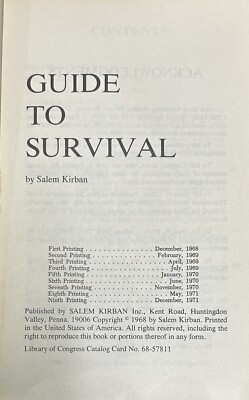 GUIDE
TO
SURVIVAL
by Salem Kirban
First Printing . . . . . . . . . . . . . December, 1968
Second Printing . . . . . . . . . . . . February, 1969
Third Printing . . . . . . . . . . . . . . . April, 1969
Fourth Printing . . . . . . . . . . . . . . . July, 1969
Fifth Printing . . . . . . . . . . . . . . January, 1970
Sixth Printing . . . . . . . . . . . . . . . . June, 1970
Seventh Printing . . . . . . . . . . . November, 1970
Eighth Printing . . . . . . . . . . . . . . . May, 1971
Ninth Printing . . . . . . . . . . . . December, 1971
Published by SALEM KIRBAN Inc., Kent Road, Huntingdon
Valley, Penna. 19006 Copyright © 1968 by Salem Kirban. Printed
in the United States of America. All rights reserved, including the
right to reproduce this book or portions thereof in any form.
Library of Congress Catalog Card No. 68-57811